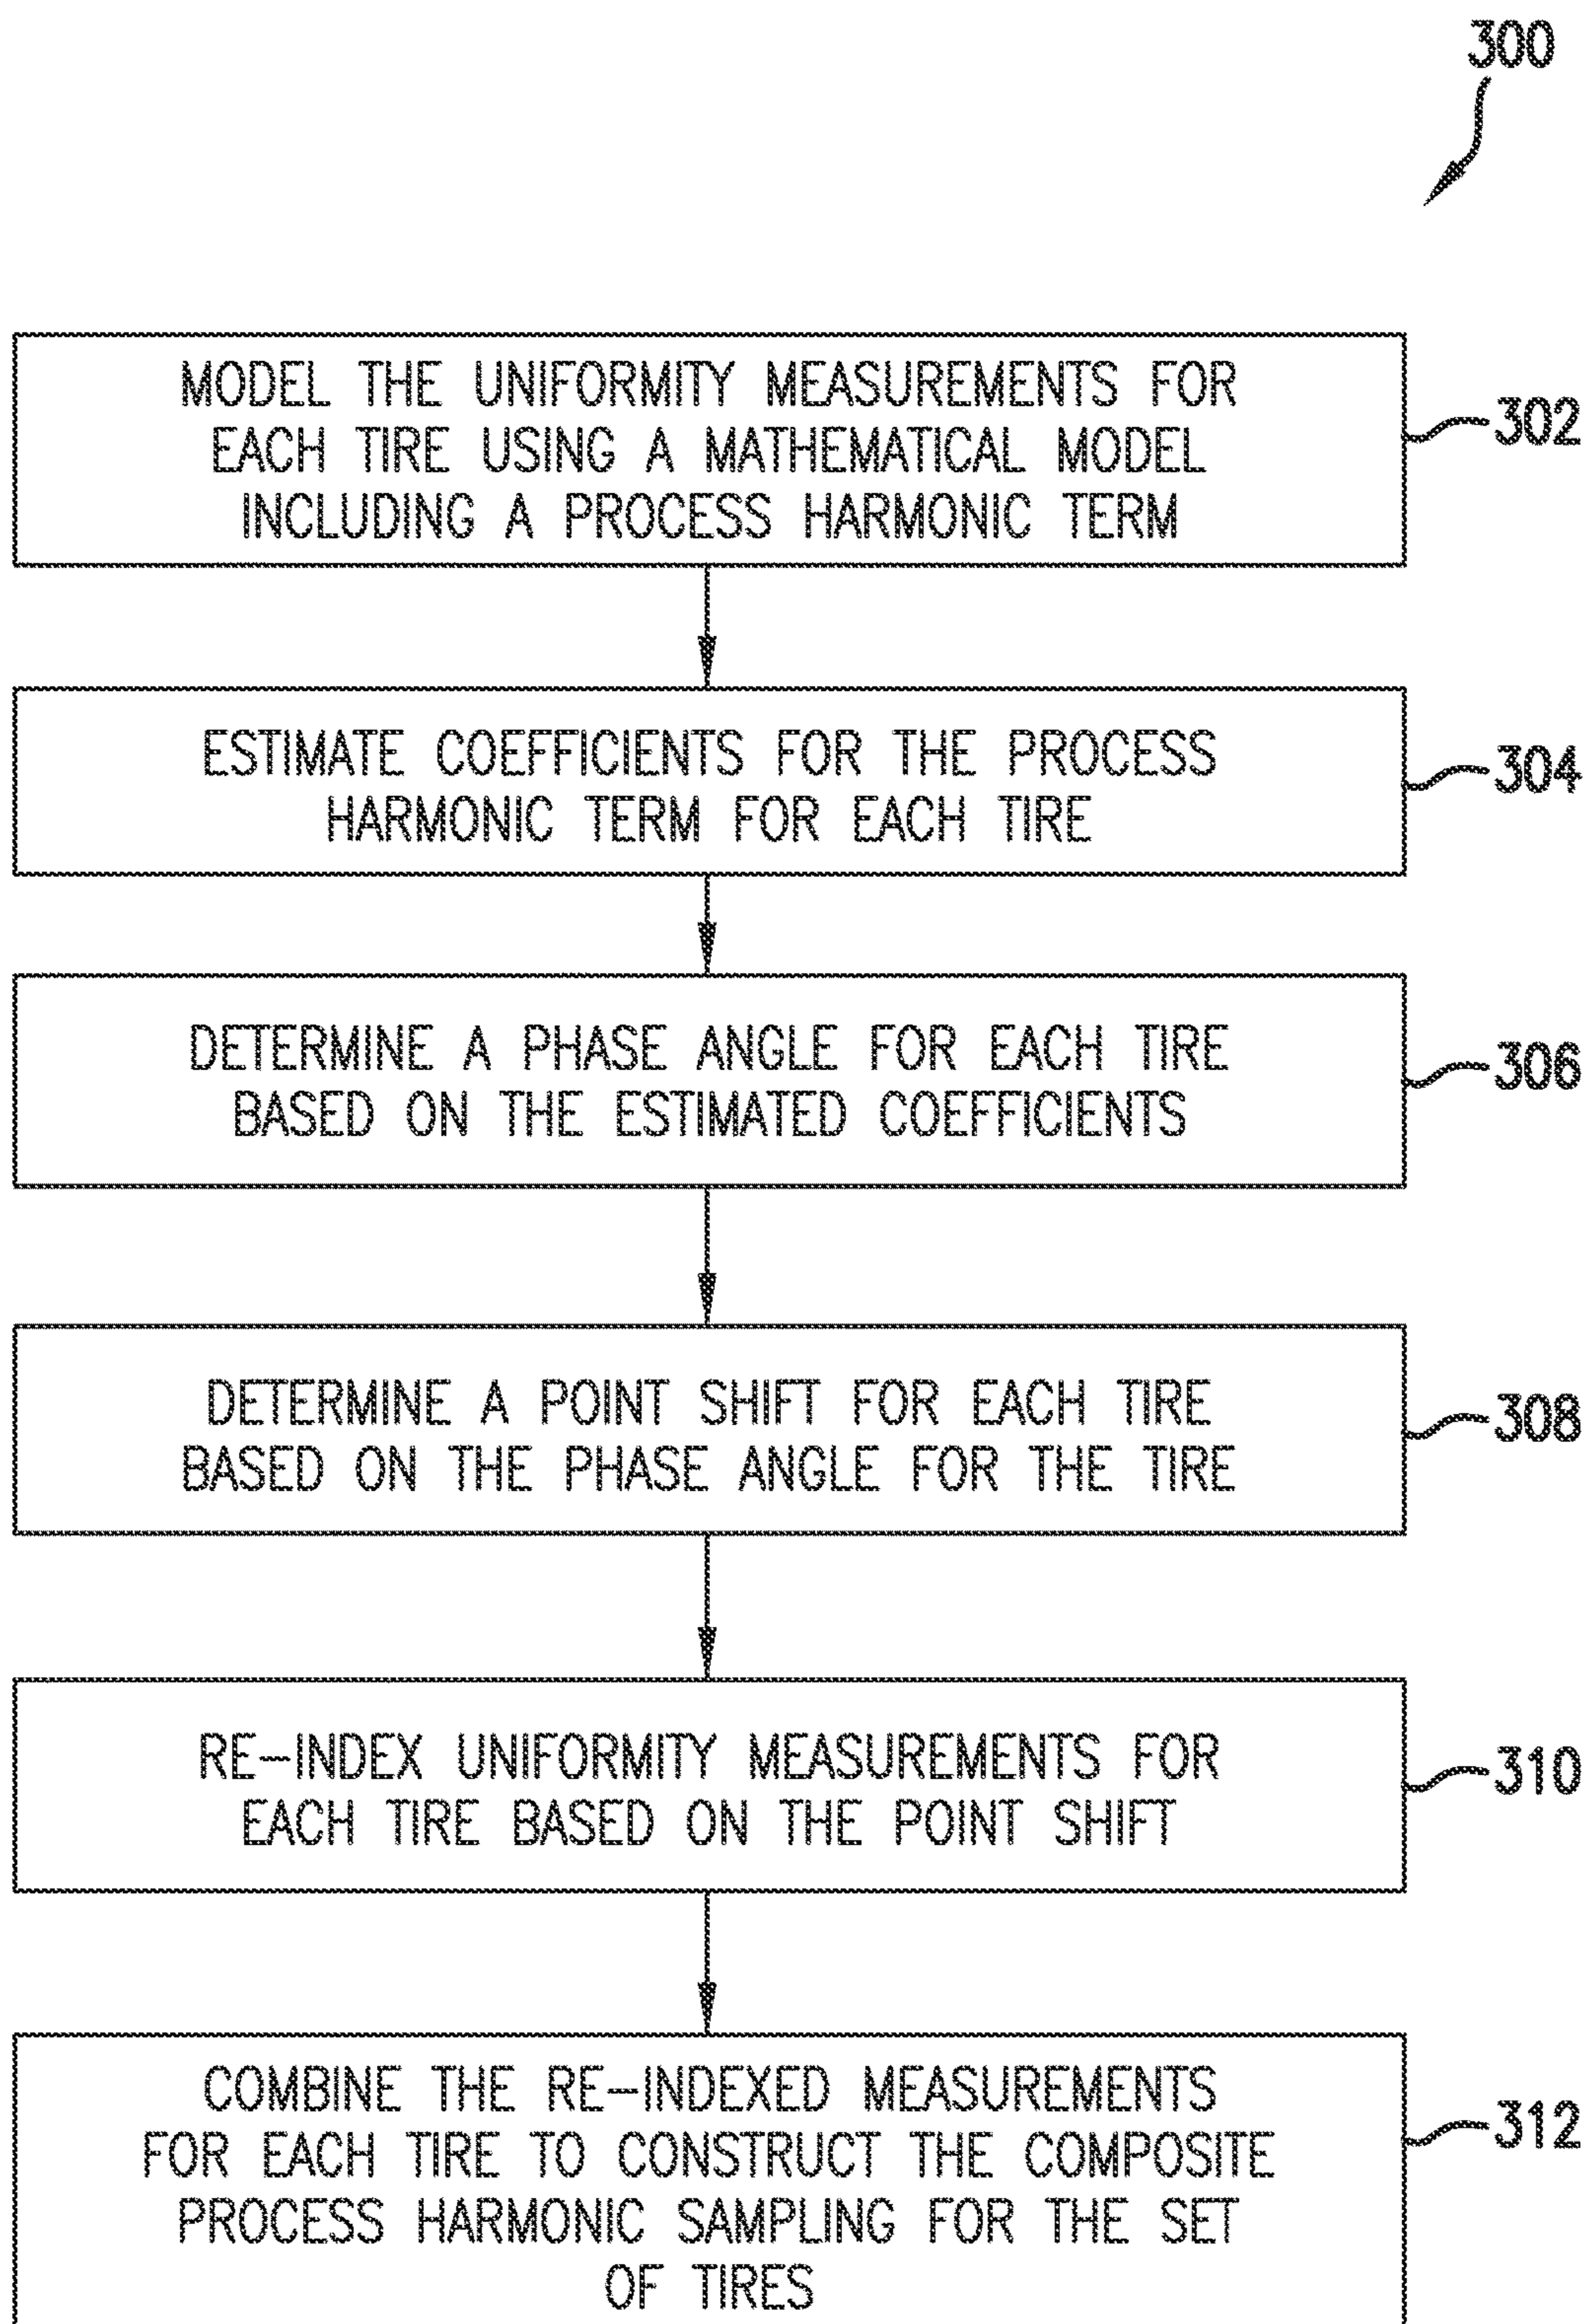 300
MODEL THE UNIFORMITY MEASUREMENTS FOR
EACH TIRE USING A MATHEMATICAL MODEL
INCLUDING A PROCESS HARMONIC TERM
302
ESTIMATE COEFFICIENTS FOR THE PROCESS
HARMONIC TERM FOR EACH TIRE
304
DETERMINE A PHASE ANGLE FOR EACH TIRE
BASED ON THE ESTIMATED COEFFICIENTS
306
DETERMINE A POINT SHIFT FOR EACH TIRE
BASED ON THE PHASE ANGLE FOR THE TIRE
308
RE-INDEX UNIFORMITY MEASUREMENTS FOR
EACH TIRE BASED ON THE POINT SHIFT
310
COMBINE THE RE-INDEXED MEASUREMENTS
FOR EACH TIRE TO CONSTRUCT THE COMPOSITE
PROCESS HARMONIC SAMPLING FOR THE SET
OF TIRES
312